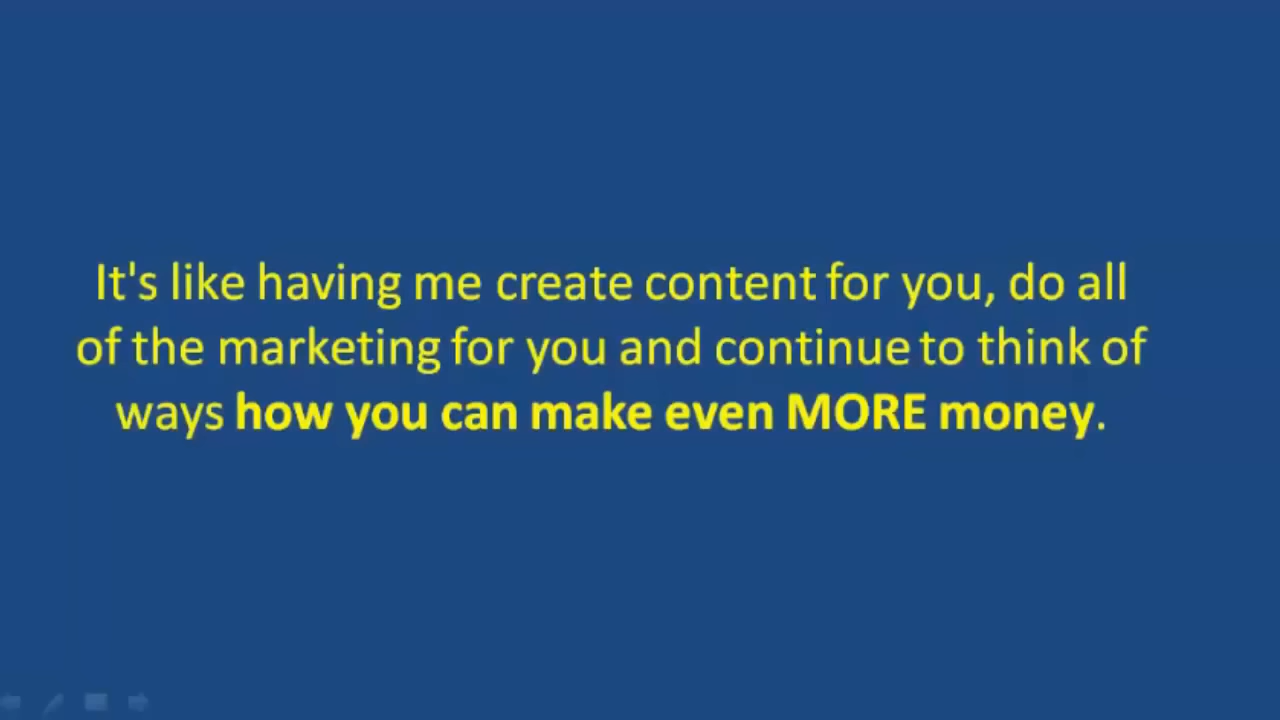 It's like having me create content for you, do all
of the marketing for you and continue to think of
ways how you can make even MORE money.